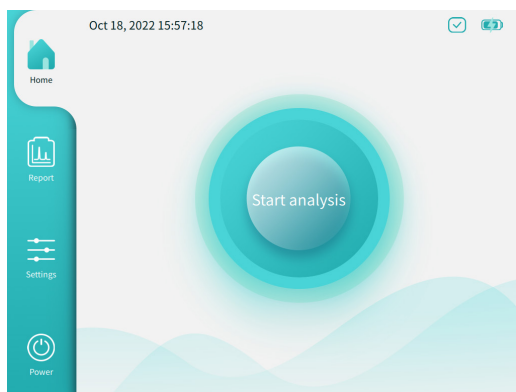 Oct 18, 2022 15:57:18
Home
Report
Settings
Power
Start analysis